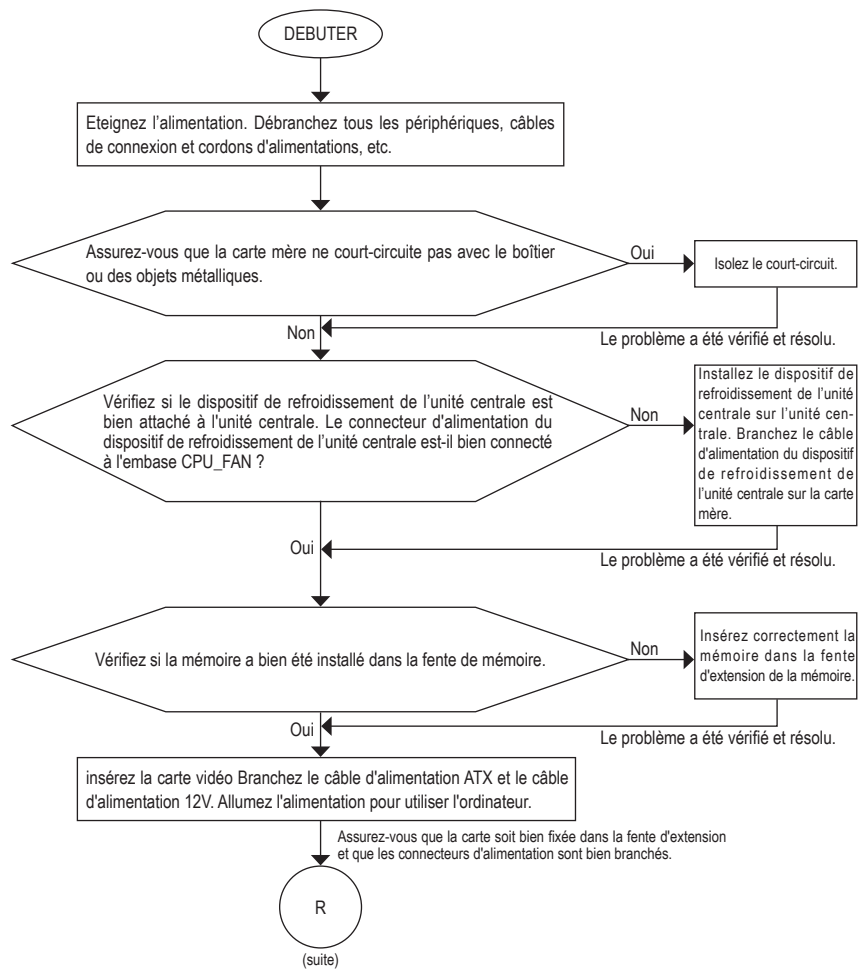 DEBUTER
Eteignez l'alimentation. Débranchez tous les périphériques, câbles
de connexion et cordons d'alimentations, etc.
Assurez-vous que la carte mère ne court-circuite pas avec le boîtier
ou des objets métalliques.
Oui
Isolez le court-circuit.
Non
Le problème a été vérifié et résolu.
Vérifiez si le dispositif de refroidissement de l'unité centrale est
bien attaché à l'unité centrale. Le connecteur d'alimentation du
dispositif de refroidissement de l'unité centrale est-il bien connecté
à l'embase CPU_FAN ?
Non
Installez le dispositif de
refroidissement de l'unité
centrale sur l'unité cen-
trale. Branchez le câble
d'alimentation du dispositif
de refroidissement de
l'unité centrale sur la carte
mère.
Oui
Le problème a été vérifié et résolu.
Vérifiez si la mémoire a bien été installé dans la fente de mémoire.
Non
Insérez correctement la
mémoire dans la fente
d'extension de la mémoire.
Oui
Le problème a été vérifié et résolu.
insérez la carte vidéo Branchez le câble d'alimentation ATX et le câble
d'alimentation 12V. Allumez l'alimentation pour utiliser l'ordinateur.
Assurez-vous que la carte soit bien fixée dans la fente d'extension
et que les connecteurs d'alimentation sont bien branchés.
R
(suite)